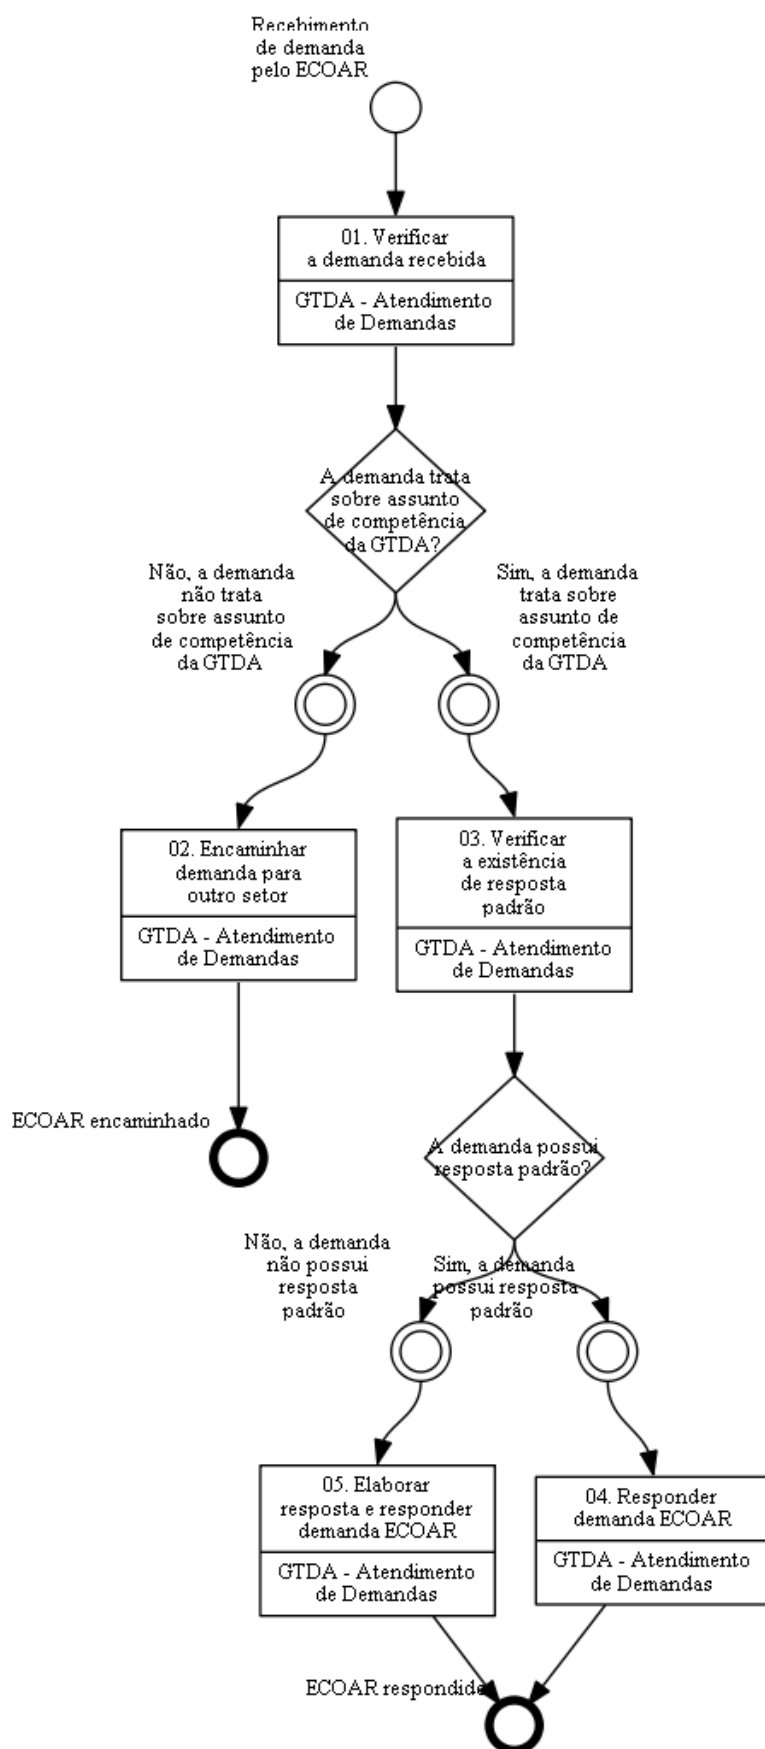 Recebimento
de demanda
pelo ECOAR
01. Verificar
a demanda recebida
GTDA - Atendimento
de Demandas
A demanda trata
sobre assunto
de competência
da GTDA?
Não, a demanda
não trata
sobre assunto
de competência
da GTDA
Sim, a demanda
trata sobre
assunto de
competência
da GTDA
02. Encaminhar
demanda para
outro setor
GTDA - Atendimento
de Demandas
03. Verificar
a existência
de resposta
padrão
GTDA - Atendimento
de Demandas
ECOAR encaminhado
A demanda possui
resposta padrão?
Não, a demanda
não possui
resposta
padrão
Sim, a demanda
possui resposta
padrão
05. Elaborar
resposta e responder
demanda ECOAR
GTDA - Atendimento
de Demandas
04. Responder
demanda ECOAR
GTDA - Atendimento
de Demandas
ECOAR respondido